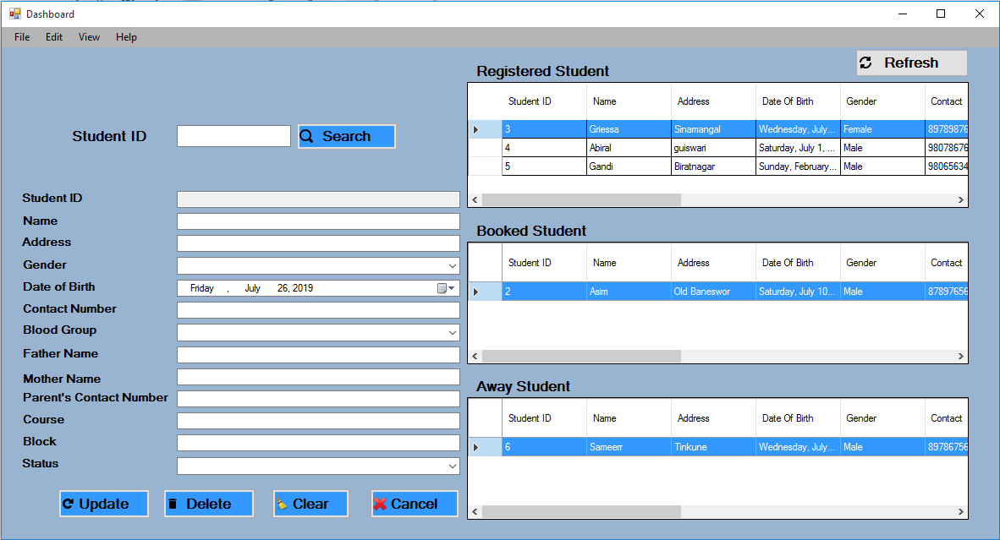 Dashboard
File Edit View Help
Refresh
Student ID Search
Student ID
Name
Address
Gender
Date of Birth Friday , July 26, 2019
Contact Number
Blood Group
Father Name
Mother Name
Parent's Contact Number
Course
Block
Status
Update Delete Clear Cancel
Registered Student
Student ID Name Address Date Of Birth Gender Contact
3 Griessa Sinamangal Wednesday, July... Female 89789876
4 Abiral guiswari Saturday, July 1, ... Male 98078676
5 Gandi Biratnagar Sunday, February... Male 98065634
Booked Student
Student ID Name Address Date Of Birth Gender Contact
2 Asim Old Baneswor Saturday, July 10... Male 87897656
Away Student
Student ID Name Address Date Of Birth Gender Contact
6 Sameerr Tinkune Wednesday, July... Male 89786756